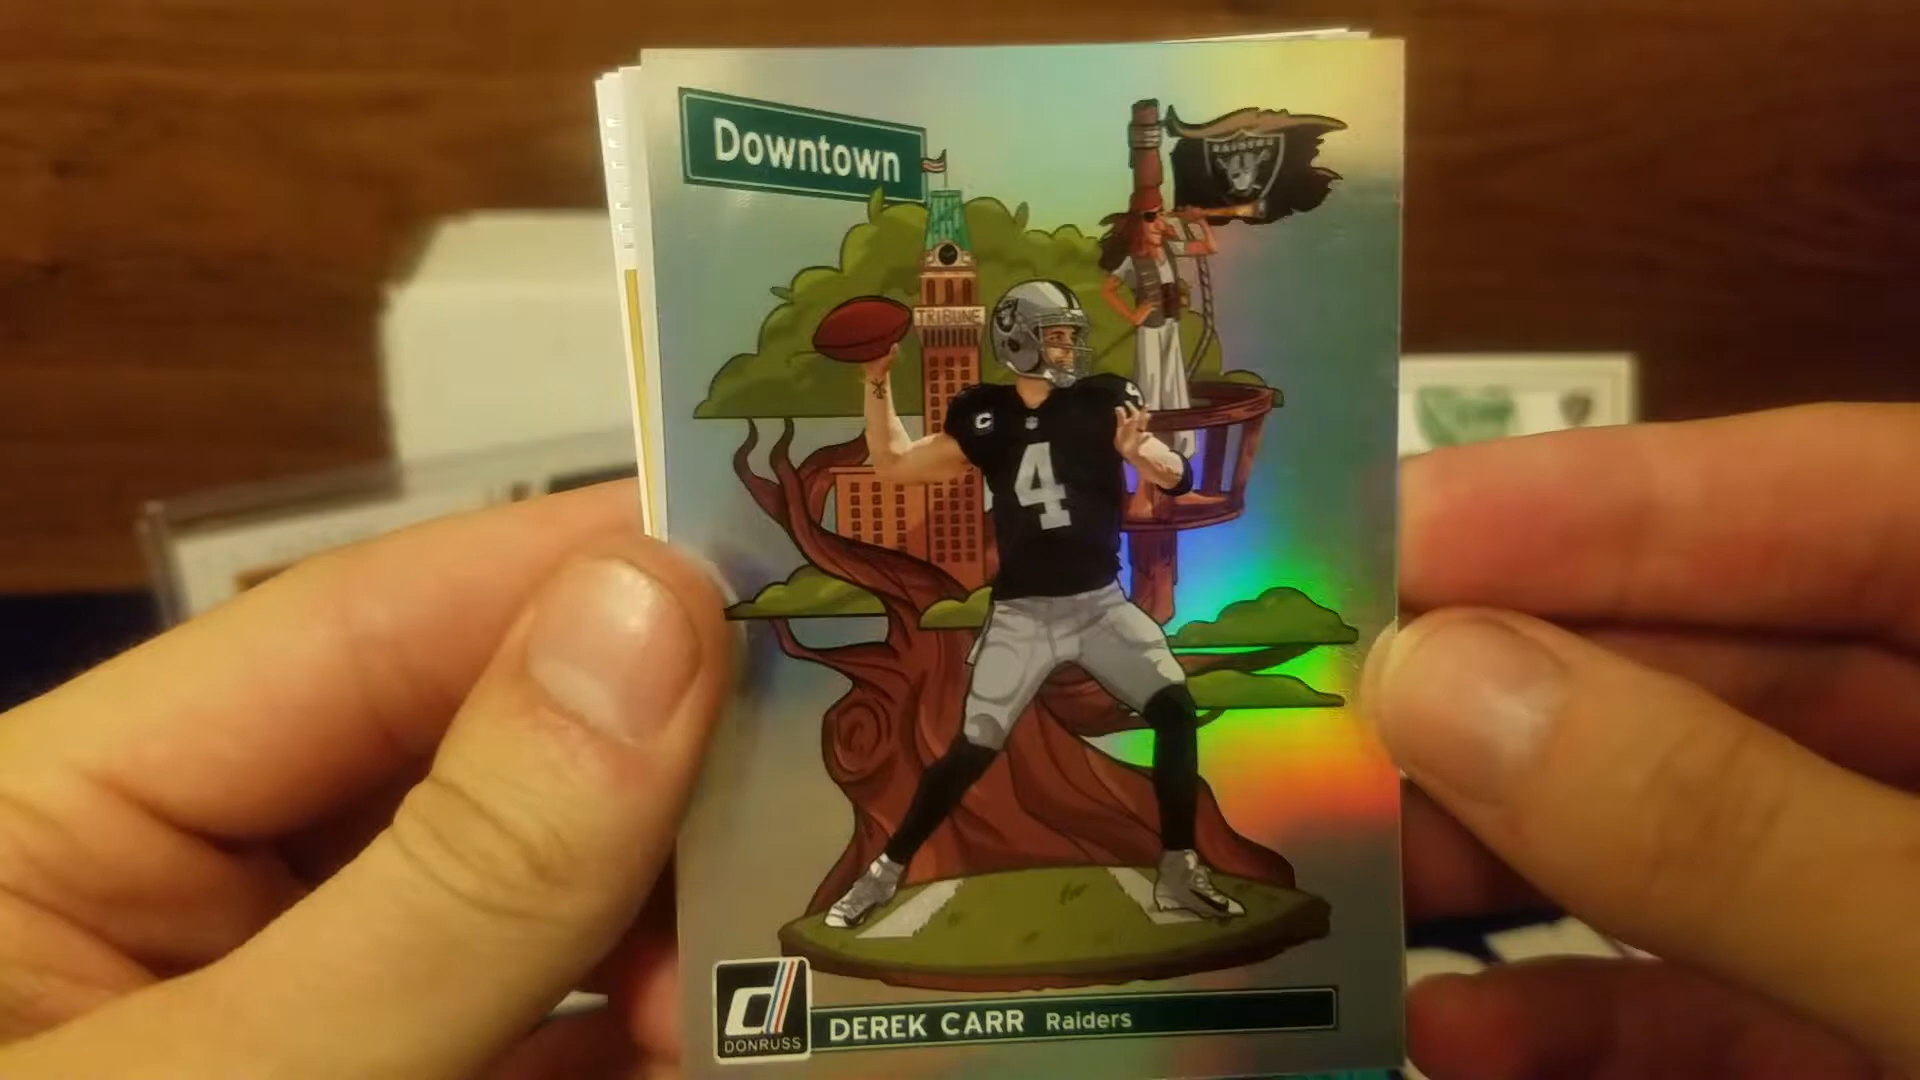 Downtown
RAIDERS
TRIBUNE
C
4
DONRUSS
DEREK CARR Raiders